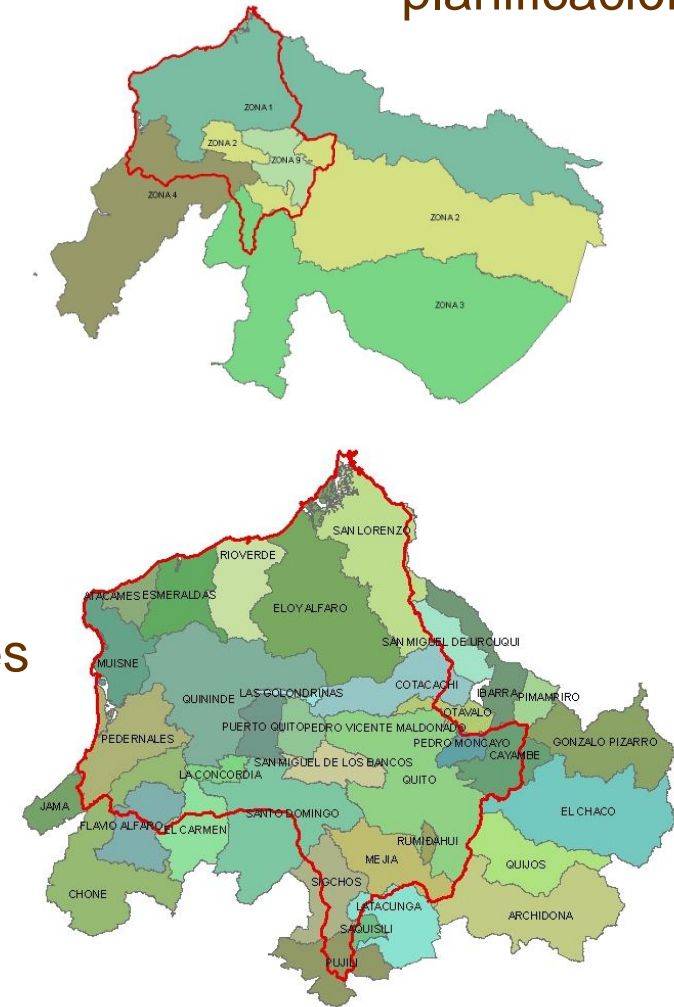 planificación
ZONA 1
ZONA 2
ZONA 9
ZONA 4
ZONA 2
ZONA 3
SAN LORENZO
RIOVERDE
ATACAMES ESMERALDAS
ELOY ALFARO
SAN MIGUEL DE URCUQUI
MUISNE
COTACACHI
QUININDE LAS GOLONDRINAS
IBARRA PIMAMPIRO
OTAVALO
PUERTO QUITO PEDRO VICENTE MALDONADO
PEDERNALES
PEDRO MONCAYO
GONZALO PIZARRO
CAYAMBE
SAN MIGUEL DE LOS BANCOS
LA CONCORDIA
QUITO
JAMA
SANTO DOMINGO
EL CHACO
FLAVIO ALFARO
EL CARMEN
RUMIÐAHUI
MEJIA
QUIJOS
SIGCHOS
CHONE
LATACUNGA
ARCHIDONA
SAQUISILI
PUJILI